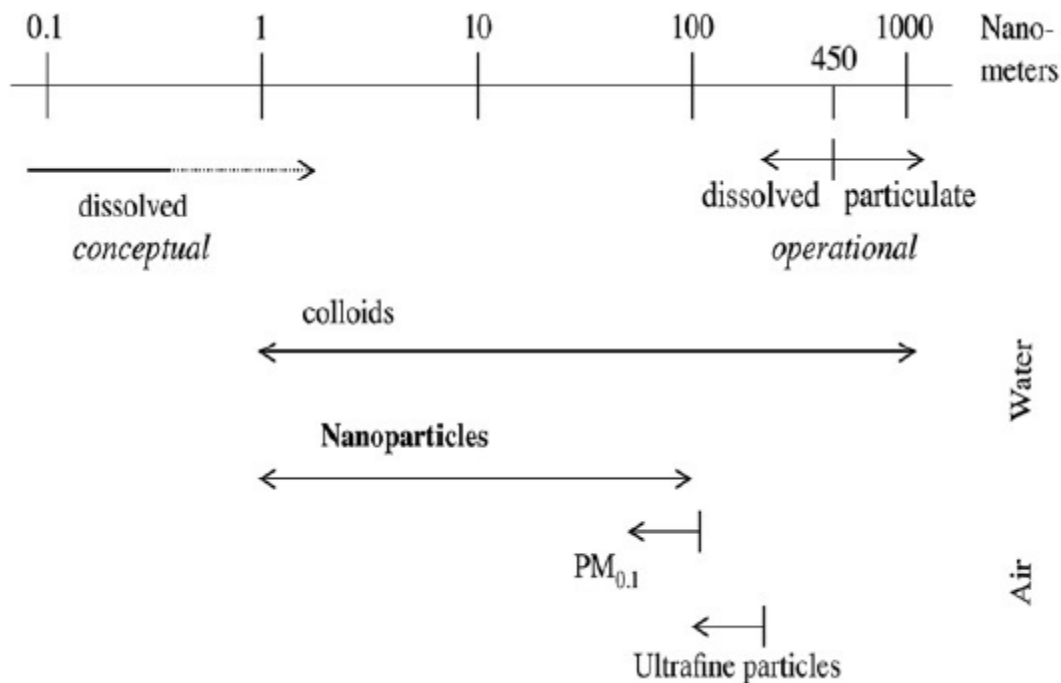 0.1 1 10 100 1000 Nano-
450 meters
dissolved
conceptual
dissolved particulate
operational
colloids
Water
Nanoparticles
PM0.1
Air
Ultrafine particles